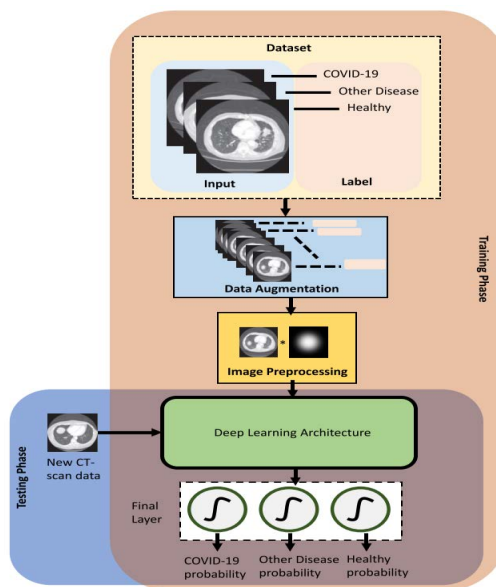 Dataset
COVID-19
Other Disease
Healthy
Input
Label
Data Augmentation
*
Image Preprocessing
Training Phase
Deep Learning Architecture
New CT-
scan data
Testing Phase
Final
Layer
COVID-19
probability
Other Disease
probability
Healthy
probability